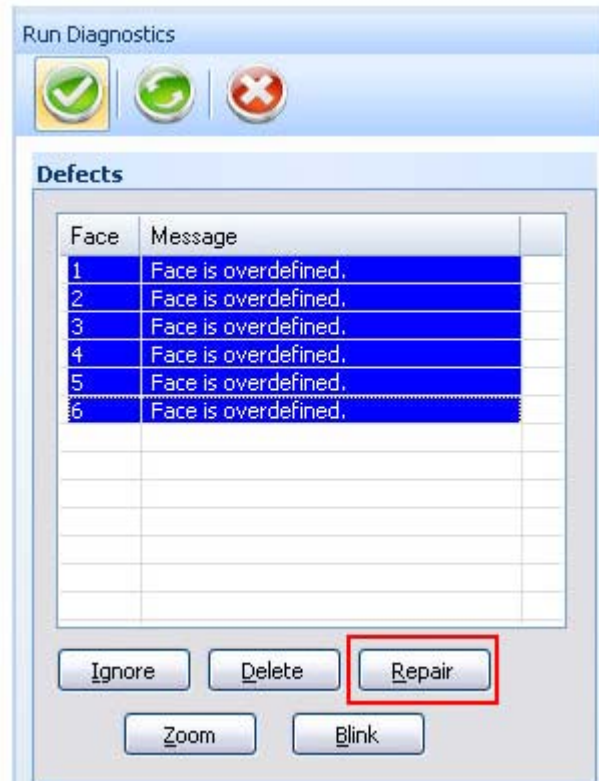 Run Diagnostics
Defects
Face Message
1 Face is overdefined.
2 Face is overdefined.
3 Face is overdefined.
4 Face is overdefined.
5 Face is overdefined.
6 Face is overdefined.
Ignore Delete Repair
Zoom Blink